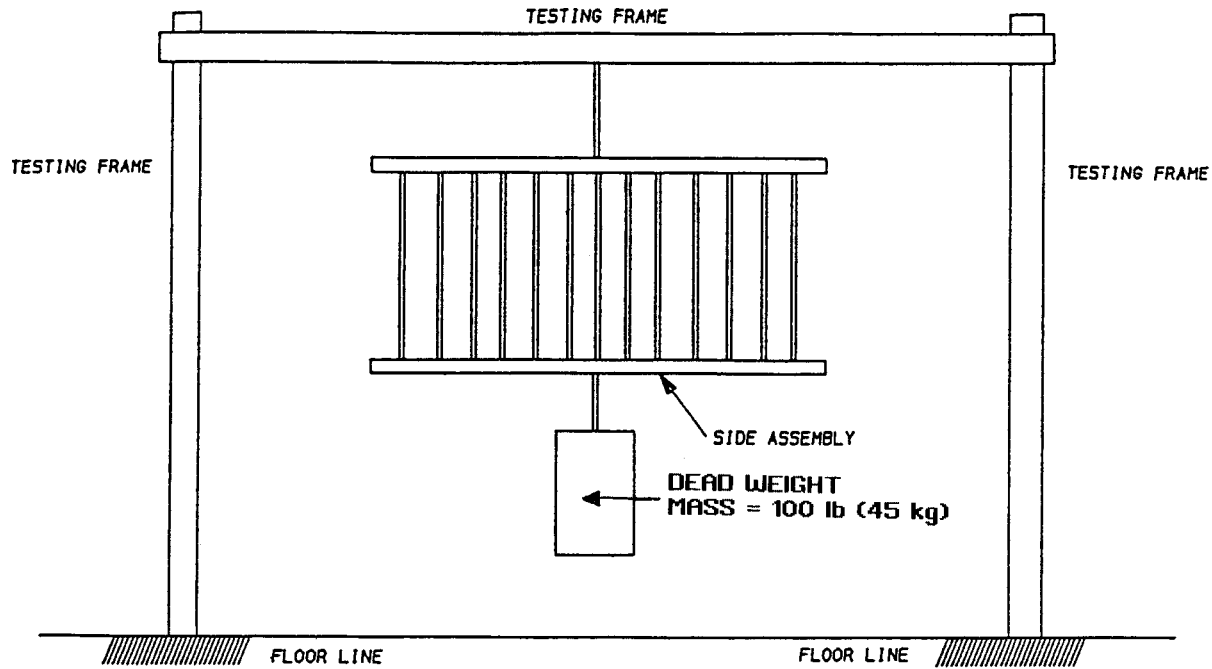 TESTING FRAME
TESTING FRAME
TESTING FRAME
SIDE ASSEMBLY
DEAD WEIGHT
MASS = 100 lb (45 kg)
FLOOR LINE
FLOOR LINE